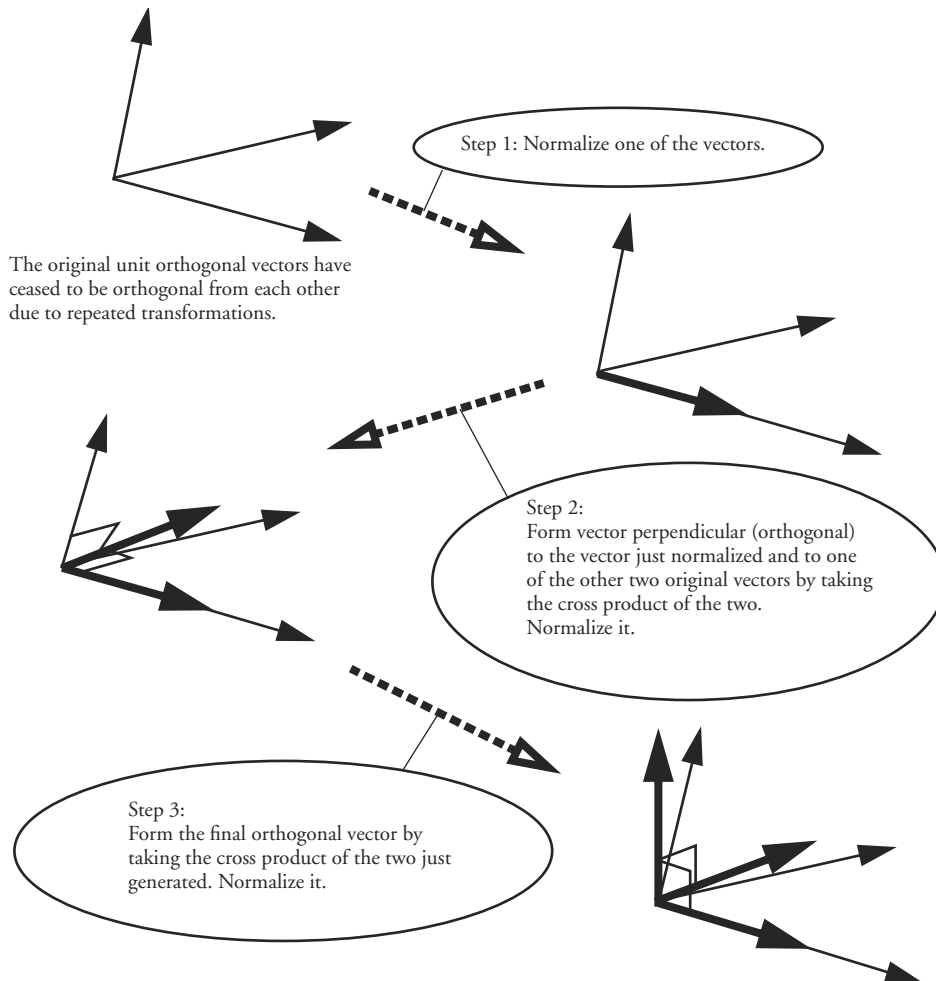 Step 1: Normalize one of the vectors.
The original unit orthogonal vectors have
ceased to be orthogonal from each other
due to repeated transformations.
Step 2:
Form vector perpendicular (orthogonal)
to the vector just normalized and to one
of the other two original vectors by taking
the cross product of the two.
Normalize it.
Step 3:
Form the final orthogonal vector by
taking the cross product of the two just
generated. Normalize it.